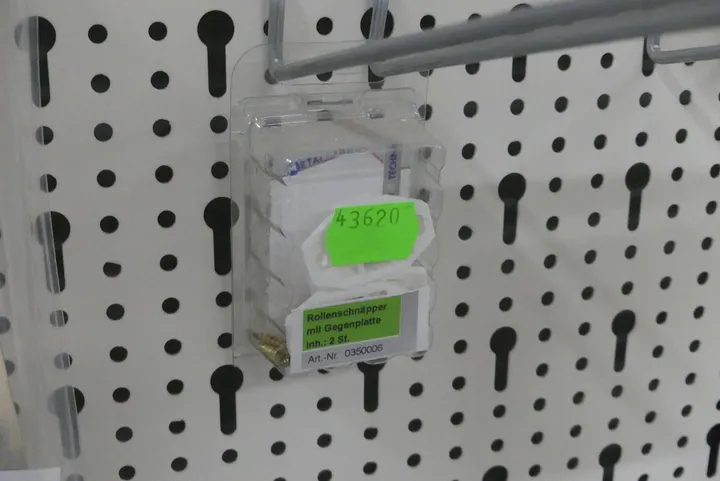 43620
Rollenschnäpper
mit Gegenplatte
Inh.: 2 St.
Art.-Nr. 0350006